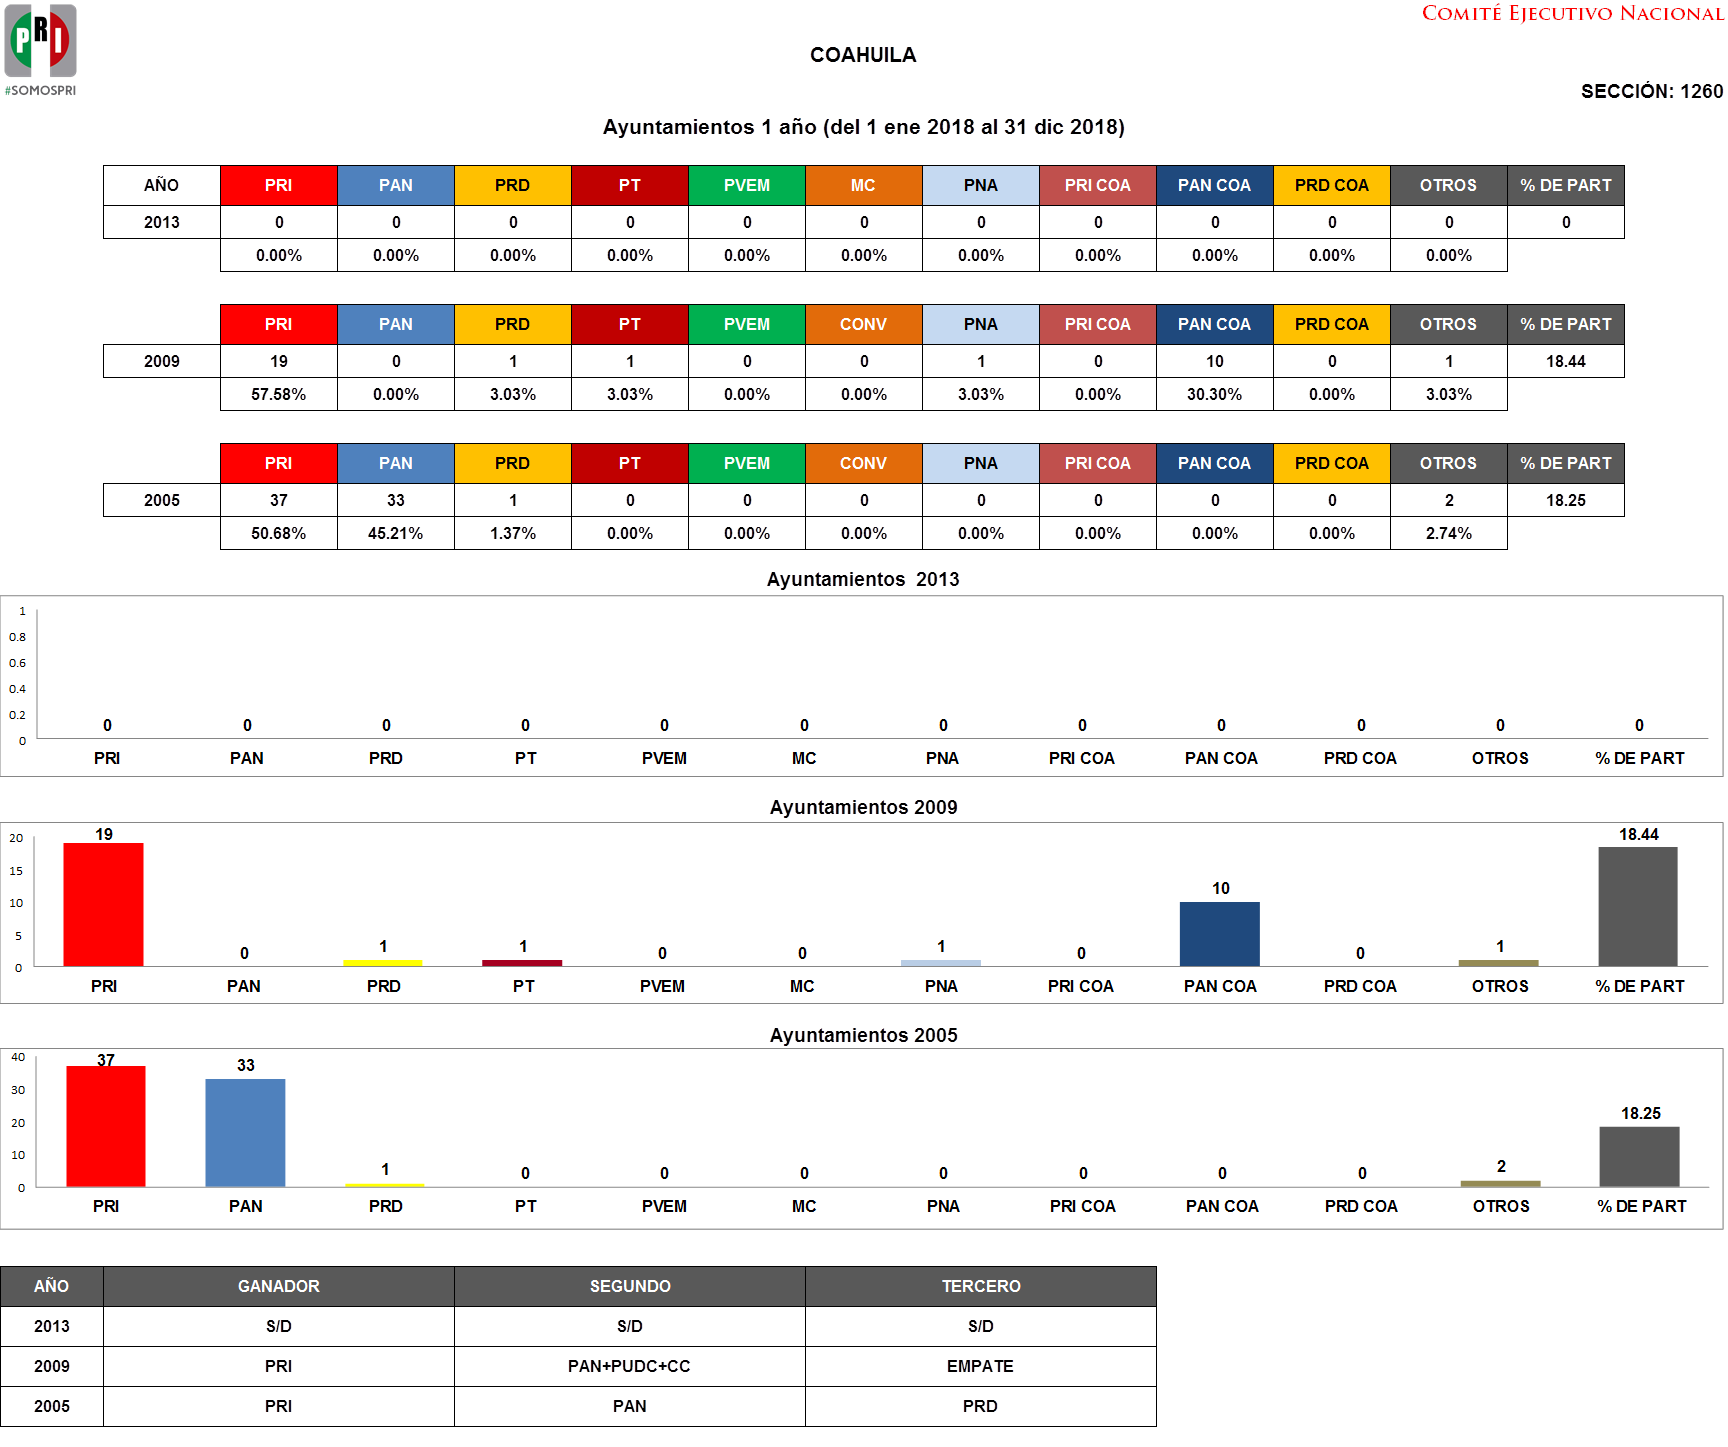 COMITÉ EJECUTIVO NACIONAL
PRI
#SOMOSPRI
COAHUILA
SECCIÓN: 1260
Ayuntamientos 1 año (del 1 ene 2018 al 31 dic 2018)
AÑO PRI PAN PRD PT PVEM MC PNA PRI COA PAN COA PRD COA OTROS % DE PART
2013 0 0 0 0 0 0 0 0 0 0 0 0
0.00% 0.00% 0.00% 0.00% 0.00% 0.00% 0.00% 0.00% 0.00% 0.00% 0.00%
PRI PAN PRD PT PVEM CONV PNA PRI COA PAN COA PRD COA OTROS % DE PART
2009 19 0 1 1 0 0 1 0 10 0 1 18.44
57.58% 0.00% 3.03% 3.03% 0.00% 0.00% 3.03% 0.00% 30.30% 0.00% 3.03%
PRI PAN PRD PT PVEM CONV PNA PRI COA PAN COA PRD COA OTROS % DE PART
2005 37 33 1 0 0 0 0 0 0 0 2 18.25
50.68% 45.21% 1.37% 0.00% 0.00% 0.00% 0.00% 0.00% 0.00% 0.00% 2.74%
Ayuntamientos 2013
1
0.8
0.6
0.4
0.2
0
0 0 0 0 0 0 0 0 0 0 0 0
PRI PAN PRD PT PVEM MC PNA PRI COA PAN COA PRD COA OTROS % DE PART
Ayuntamientos 2009
20
15
10
5
0
19 0 1 1 0 0 1 0 10 0 1 18.44
PRI PAN PRD PT PVEM MC PNA PRI COA PAN COA PRD COA OTROS % DE PART
Ayuntamientos 2005
40
30
20
10
0
37 33 1 0 0 0 0 0 0 0 2 18.25
PRI PAN PRD PT PVEM MC PNA PRI COA PAN COA PRD COA OTROS % DE PART
AÑO GANADOR SEGUNDO TERCERO
2013 S/D S/D S/D
2009 PRI PAN+PUDC+CC EMPATE
2005 PRI PAN PRD